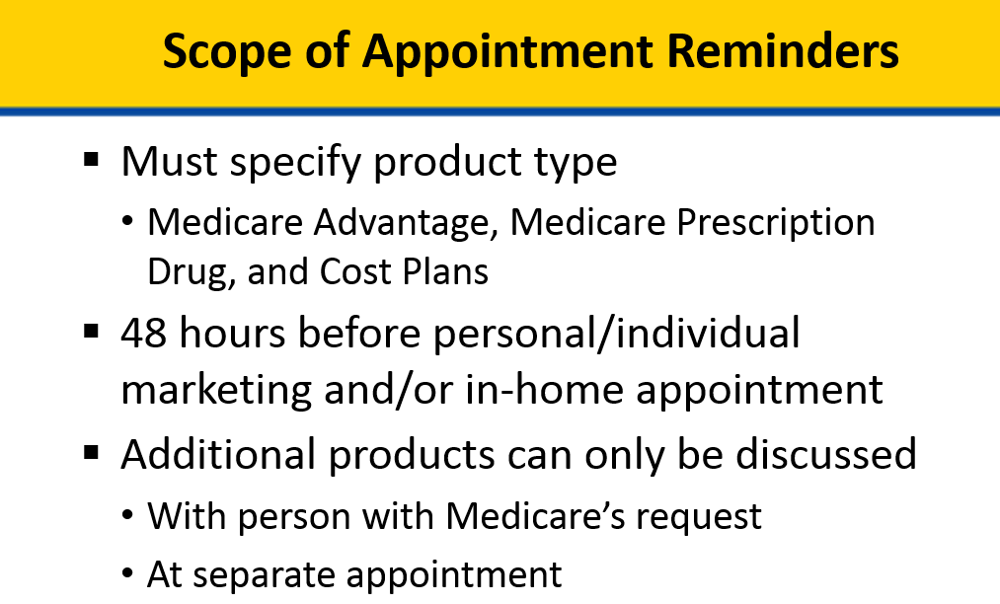 Scope of Appointment Reminders
▪ Must specify product type
• Medicare Advantage, Medicare Prescription
Drug, and Cost Plans
▪ 48 hours before personal/individual
marketing and/or in-home appointment
▪ Additional products can only be discussed
• With person with Medicare’s request
• At separate appointment